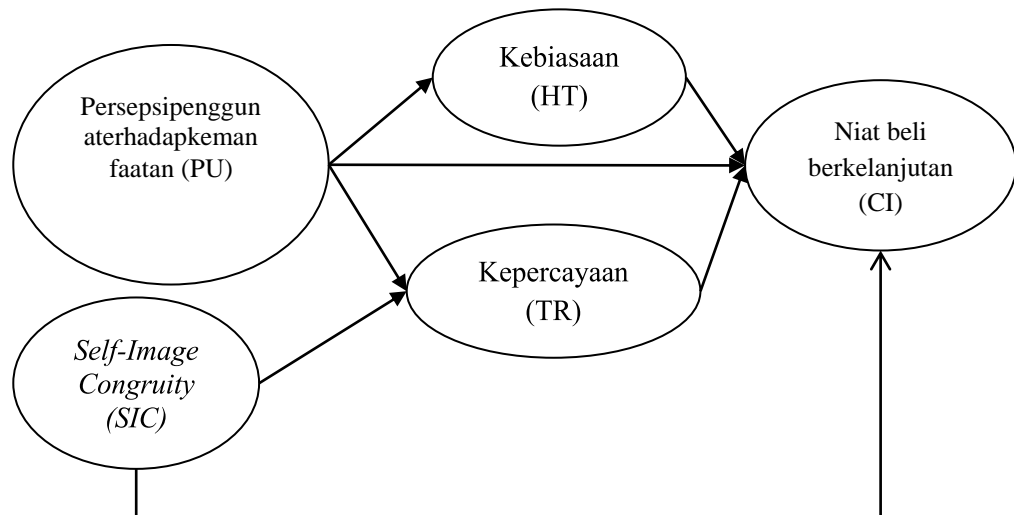 Persepsipenggun
aterhadapkeman
faatan (PU)
Kebiasaan
(HT)
Niat beli
berkelanjutan
(CI)
Kepercayaan
(TR)
Self-Image
Congruity
(SIC)